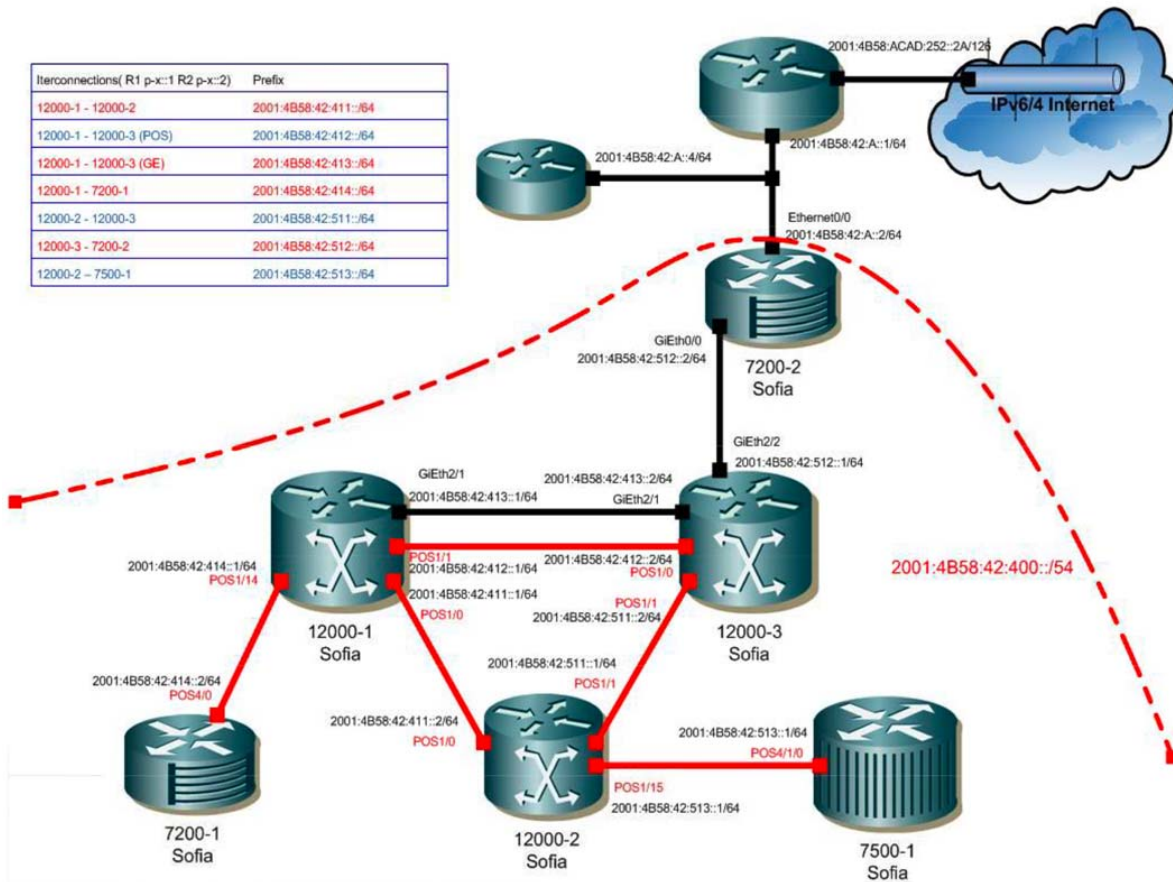 Iterconnections( R1 p-x::1 R2 p-x::2) Prefix
12000-1 - 12000-2 2001:4B58:42:411::/64
12000-1 - 12000-3 (POS) 2001:4B58:42:412::/64
12000-1 - 12000-3 (GE) 2001:4B58:42:413::/64
12000-1 - 7200-1 2001:4B58:42:414::/64
12000-2 - 12000-3 2001:4B58:42:511::/64
12000-3 - 7200-2 2001:4B58:42:512::/64
12000-2 – 7500-1 2001:4B58:42:513::/64
2001:4B58:ACAD:252::2A/126
IPv6/4 Internet
2001:4B58:42:A::1/64
2001:4B58:42:A::4/64
Ethernet0/0
2001:4B58:42:A::2/64
GiEth0/0
2001:4B58:42:512::2/64
7200-2
Sofia
GiEth2/2
2001:4B58:42:512::1/64
GiEth2/1
2001:4B58:42:413::1/64
2001:4B58:42:413::2/64
GiEth2/1
2001:4B58:42:414::1/64
POS1/14
POS1/1
2001:4B58:42:412::1/64
2001:4B58:42:411::1/64
POS1/0
2001:4B58:42:412::2/64
POS1/0
POS1/1
2001:4B58:42:511::2/64
2001:4B58:42:400::/54
12000-1
Sofia
12000-3
Sofia
2001:4B58:42:414::2/64
POS4/0
2001:4B58:42:511::1/64
POS1/1
2001:4B58:42:411::2/64
POS1/0
2001:4B58:42:513::1/64
POS4/1/0
POS1/15
2001:4B58:42:513::1/64
7200-1
Sofia
12000-2
Sofia
7500-1
Sofia